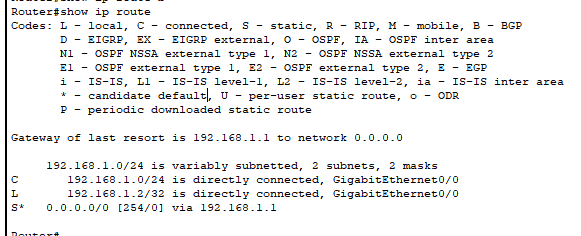 Router#show ip route
Codes: L - local, C - connected, S - static, R - RIP, M - mobile, B - BGP
D - EIGRP, EX - EIGRP external, O - OSPF, IA - OSPF inter area
N1 - OSPF NSSA external type 1, N2 - OSPF NSSA external type 2
E1 - OSPF external type 1, E2 - OSPF external type 2, E - EGP
i - IS-IS, L1 - IS-IS level-1, L2 - IS-IS level-2, ia - IS-IS inter area
* - candidate default, U - per-user static route, o - ODR
P - periodic downloaded static route
Gateway of last resort is 192.168.1.1 to network 0.0.0.0
192.168.1.0/24 is variably subnetted, 2 subnets, 2 masks
C 192.168.1.0/24 is directly connected, GigabitEthernet0/0
L 192.168.1.2/32 is directly connected, GigabitEthernet0/0
S* 0.0.0.0/0 [254/0] via 192.168.1.1
Router#